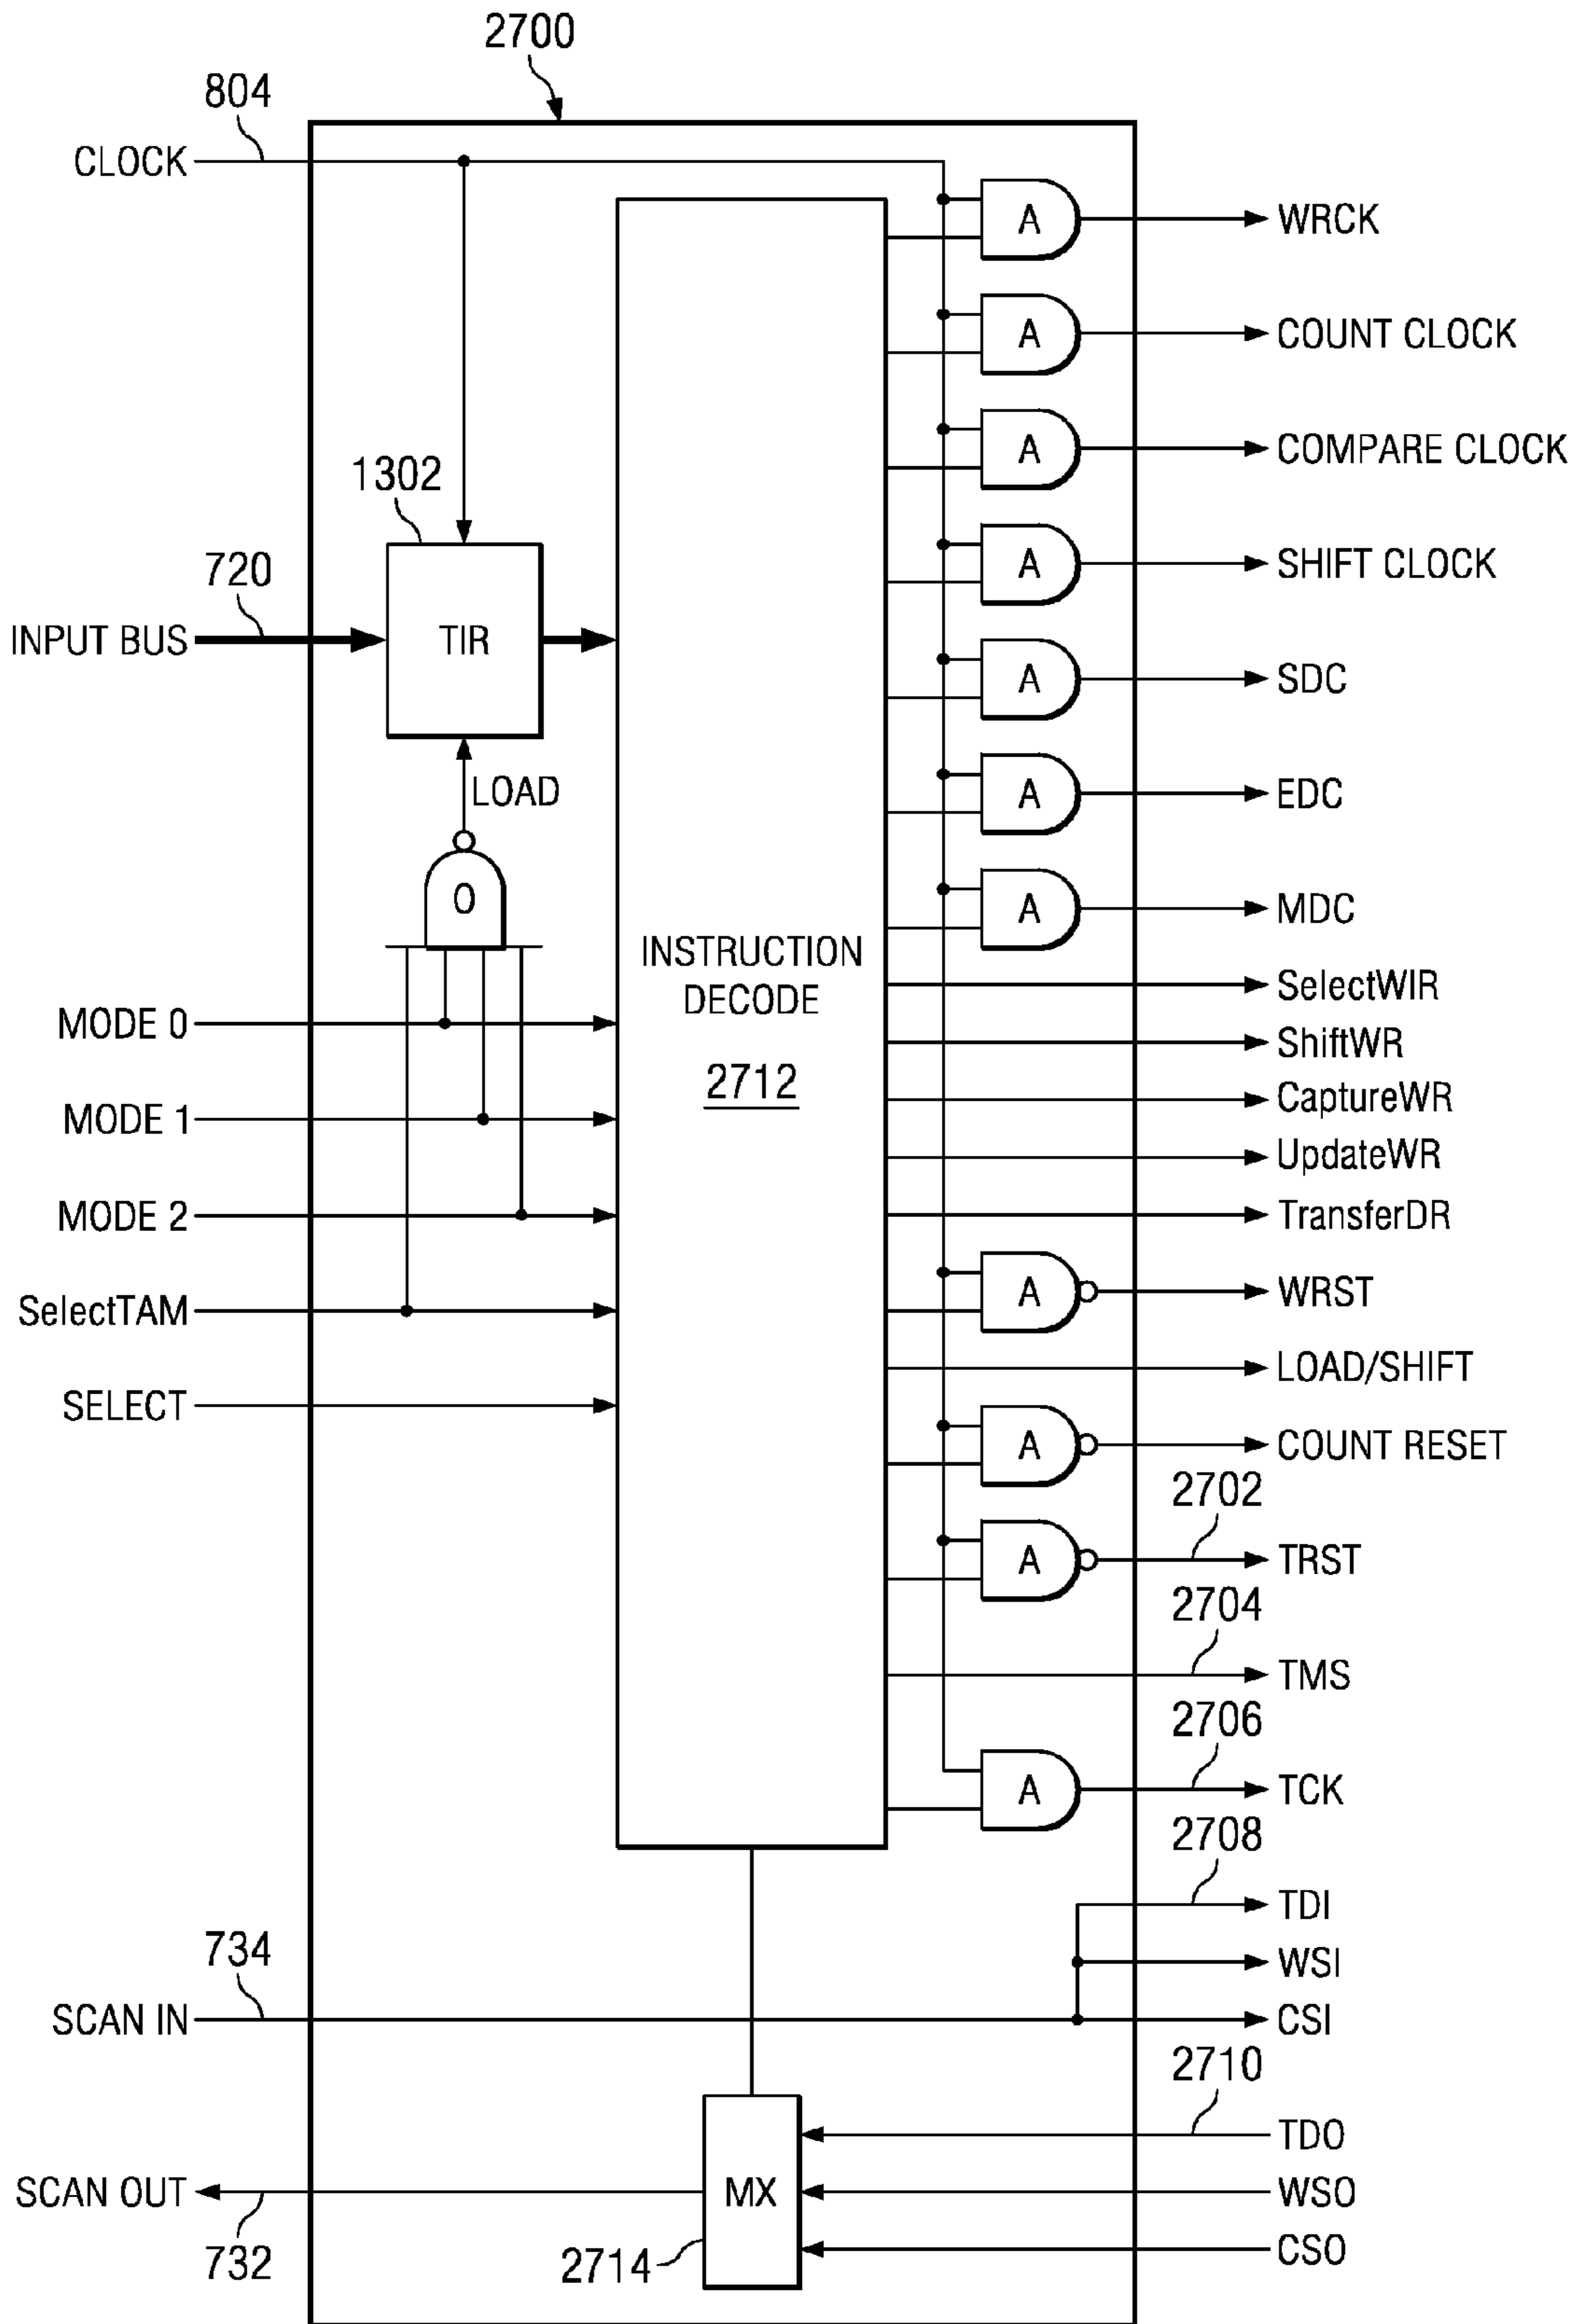 2700
804
CLOCK
A
WRCK
A
COUNT CLOCK
A
COMPARE CLOCK
1302
A
SHIFT CLOCK
720
INPUT BUS
TIR
A
SDC
LOAD
A
EDC
O
A
MDC
INSTRUCTION
DECODE
2712
SelectWIR
MODE 0
ShiftWR
CaptureWR
MODE 1
UpdateWR
MODE 2
TransferDR
SelectTAM
A
WRST
LOAD/SHIFT
SELECT
A
COUNT RESET
2702
A
TRST
2704
TMS
2706
A
TCK
2708
TDI
734
WSI
SCAN IN
CSI
2710
TDO
SCAN OUT
MX
WSO
732
2714
CSO